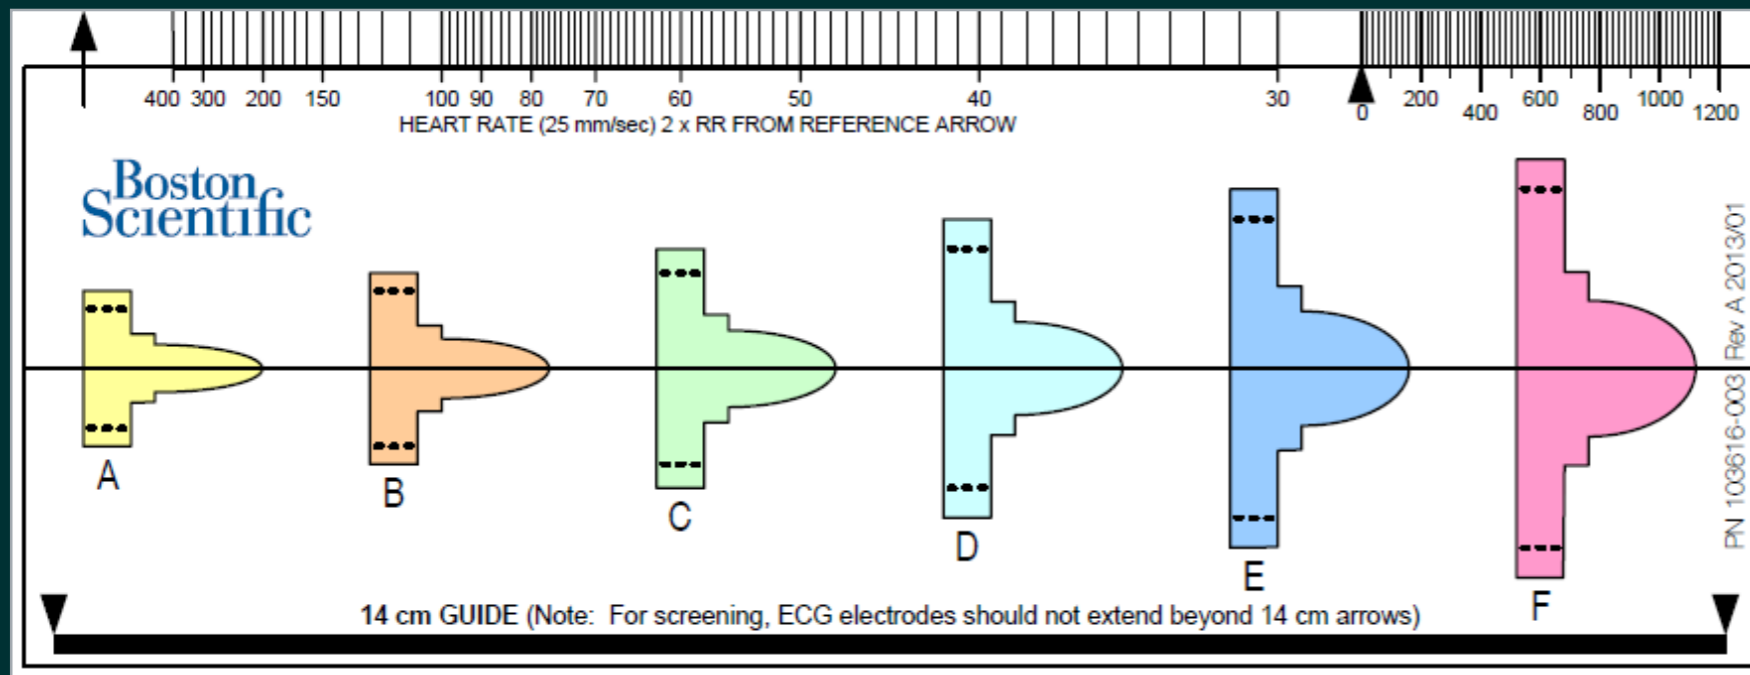 400 300 200 150 100 90 80 70 60 50 40 30 0 200 400 600 800 1000 1200
HEART RATE (25 mm/sec) 2 x RR FROM REFERENCE ARROW
Boston
Scientific
A
B
C
D
E
F
PN 103616-003 Rev A 2013/01
14 cm GUIDE (Note: For screening, ECG electrodes should not extend beyond 14 cm arrows)